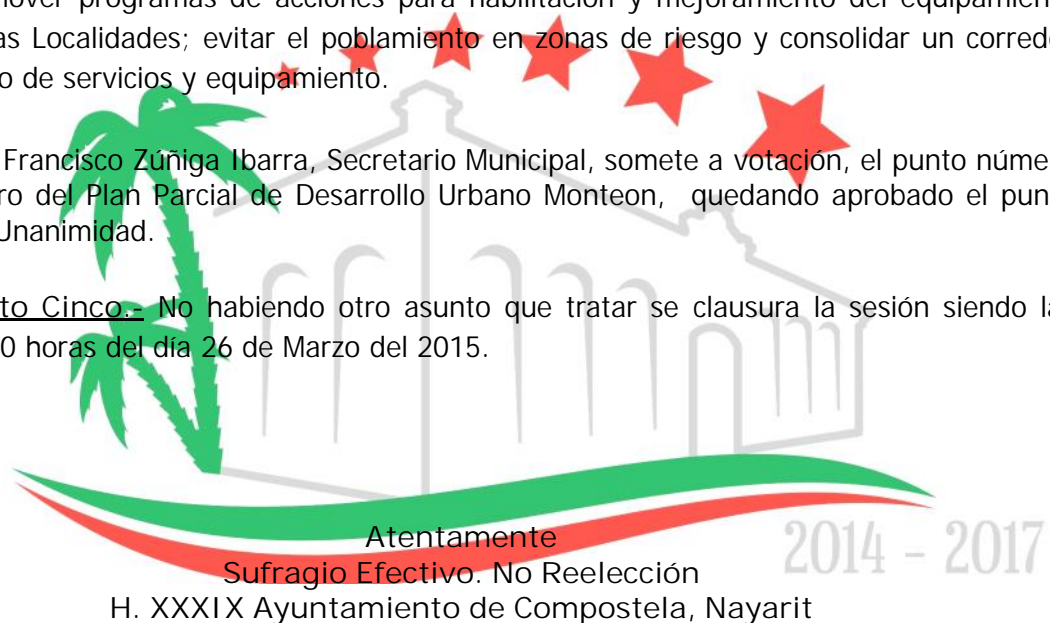 nover programas de acciones para habilitación y mejoramiento del equipamien
as Localidades; evitar el poblamiento en zonas de riesgo y consolidar un corred
o de servicios y equipamiento.
Francisco Zúñiga Ibarra, Secretario Municipal, somete a votación, el punto núme
ro del Plan Parcial de Desarrollo Urbano Monteon, quedando aprobado el pun
Unanimidad.
to Cinco.- No habiendo otro asunto que tratar se clausura la sesión siendo la
0 horas del día 26 de Marzo del 2015.
Atentamente
2014 – 2017
Sufragio Efectivo. No Reelección
H. XXXIX Ayuntamiento de Compostela, Nayarit